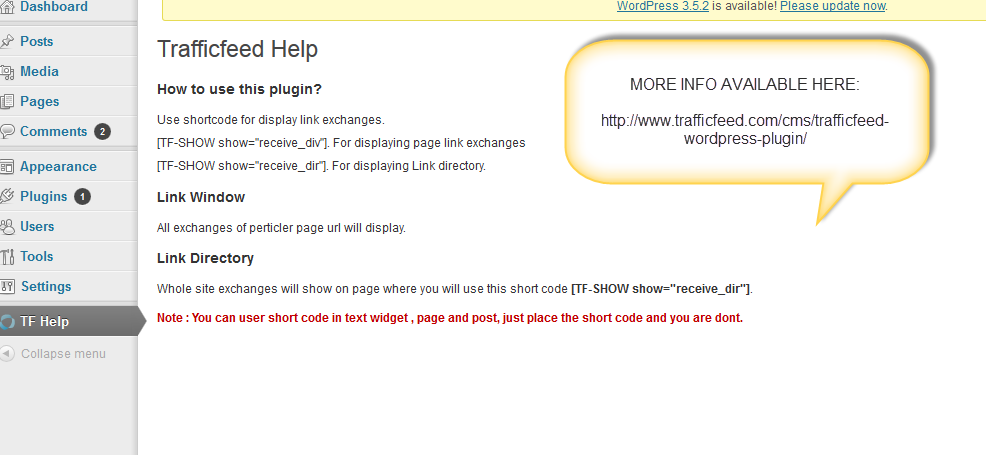 Dashboard
Posts
Media
Pages
Comments 2
Appearance
Plugins 1
Users
Tools
Settings
TF Help
Collapse menu
WordPress 3.5.2 is available! Please update now.
Trafficfeed Help
How to use this plugin?
Use shortcode for display link exchanges.
[TF-SHOW show="receive_div"]. For displaying page link exchanges
[TF-SHOW show="receive_dir"]. For displaying Link directory.
Link Window
All exchanges of perticler page url will display.
Link Directory
Whole site exchanges will show on page where you will use this short code [TF-SHOW show="receive_dir"].
Note : You can user short code in text widget , page and post, just place the short code and you are dont.
MORE INFO AVAILABLE HERE:
http://www.trafficfeed.com/cms/trafficfeed-
wordpress-plugin/